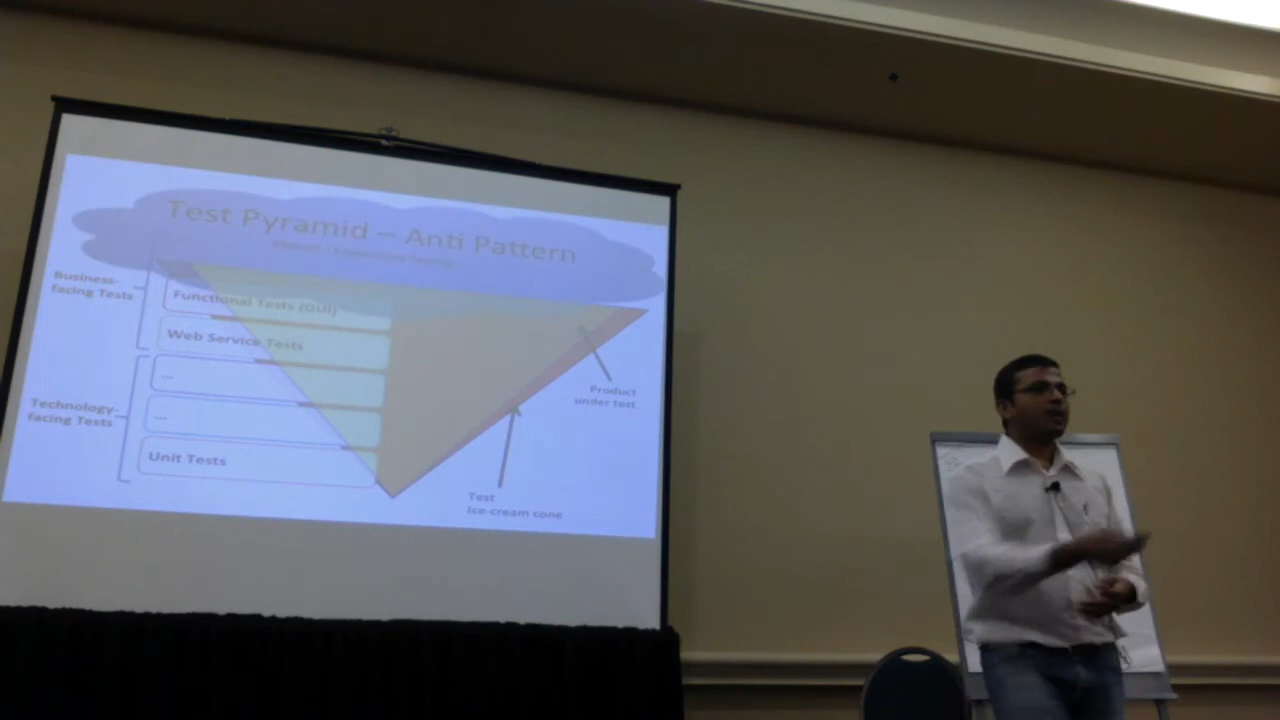 Test Pyramid – Anti Pattern
Business-
facing Tests
Functional Tests (GUI)
Web Service Tests
...
...
Technology-
facing Tests
Unit Tests
Product
under test
Test
Ice-cream cone